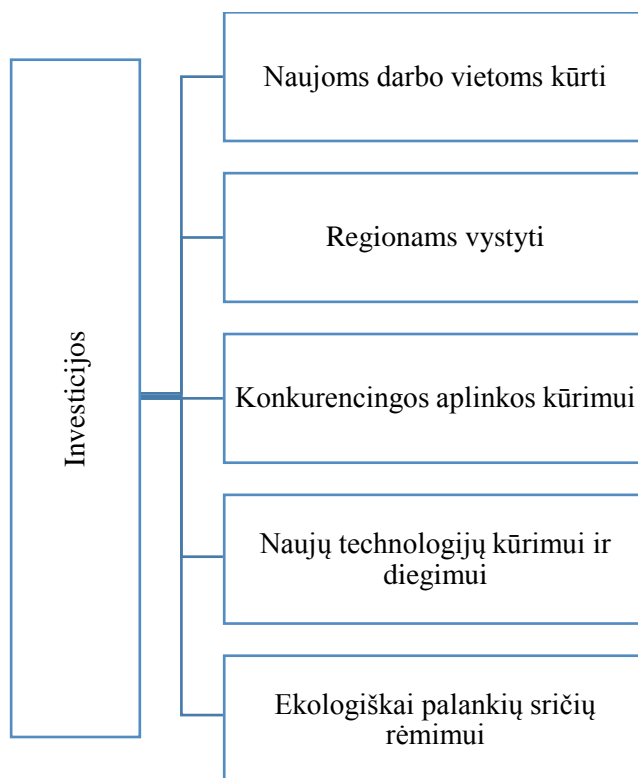 Investicijos
Naujoms darbo vietoms kūrti
Regionams vystyti
Konkurencingos aplinkos kūrimui
Naujų technologijų kūrimui ir
diegimui
Ekologiškai palankių sričių
rėmimui